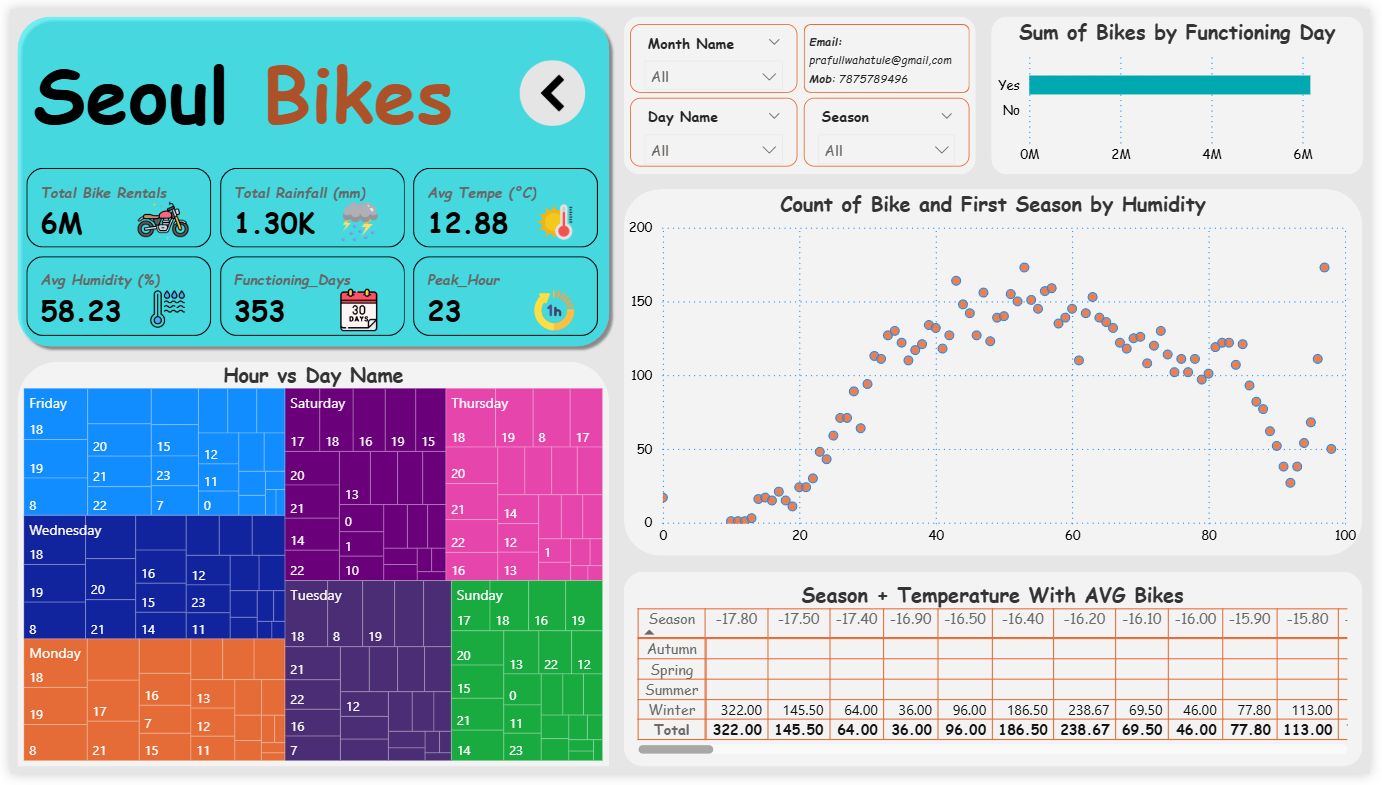 Seoul Bikes
Total Bike Rentals
6M
Total Rainfall (mm)
1.30K
Avg Tempe (°C)
12.88
Avg Humidity (%)
58.23
Functioning_Days
353
30
DAYS
Peak_Hour
23
1h
Month Name
All
Email:
prafullwahatule@gmail,com
Mob: 7875789496
Day Name
All
Season
All
Sum of Bikes by Functioning Day
Yes
No
0M 2M 4M 6M
Hour vs Day Name
Friday
18
20 15 12
19
21 23 11
8 22 7 0
Wednesday
18
16 12
19 20
15 23
8 21 14 11
Monday
18
16 13
19 17
7 12
8 21 15 11
Saturday
17 18 16 19 15
20
13
21
0
14
1
22 10
Thursday
18 19 8 17
20
21 14
22 12 1
16 13
Tuesday
18 8 19
21
22 12
16
7
Sunday
17 18 16 19
20 13 22 12
15 0
21 11
14 23
Count of Bike and First Season by Humidity
200
150
100
50
0
0 20 40 60 80 100
Season + Temperature With AVG Bikes
Season -17.80 -17.50 -17.40 -16.90 -16.50 -16.40 -16.20 -16.10 -16.00 -15.90 -15.80 -
Autumn
Spring
Summer
Winter 322.00 145.50 64.00 36.00 96.00 186.50 238.67 69.50 46.00 77.80 113.00
Total 322.00 145.50 64.00 36.00 96.00 186.50 238.67 69.50 46.00 77.80 113.00